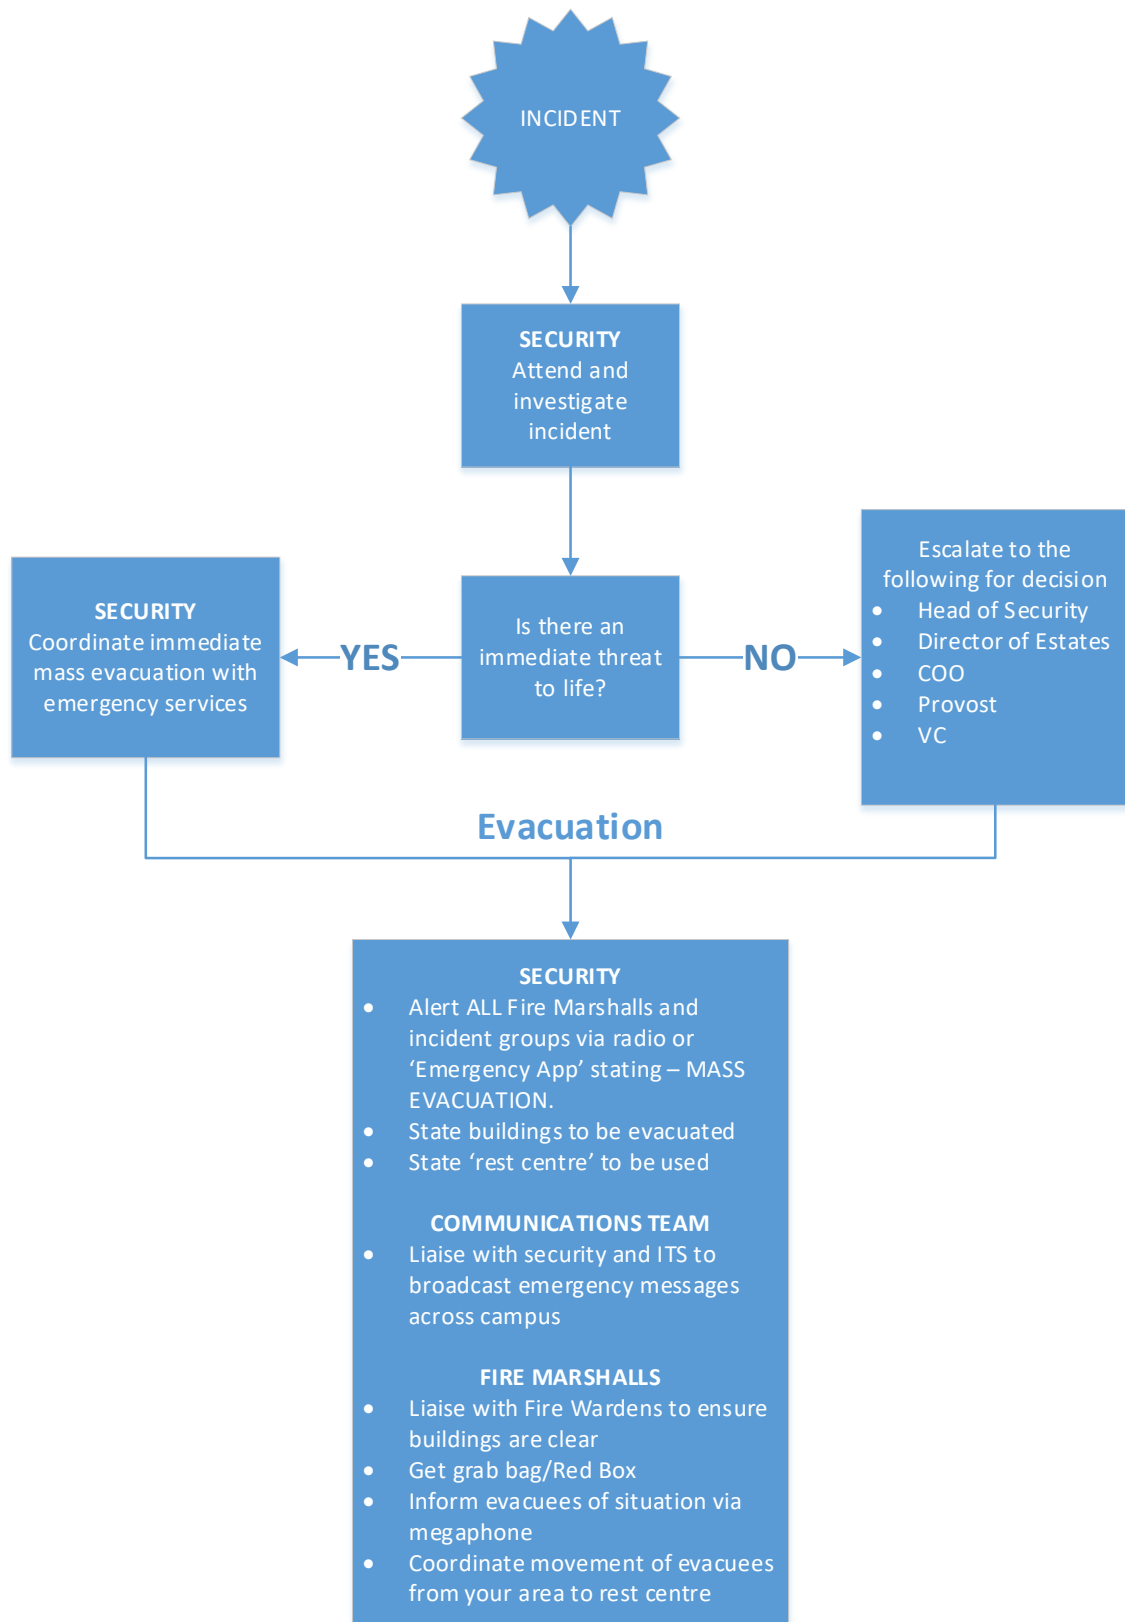 INCIDENT
SECURITY
Attend and
investigate
incident
Is there an
immediate threat
to life?
YES
NO
SECURITY
Coordinate immediate
mass evacuation with
emergency services
Escalate to the
following for decision
• Head of Security
• Director of Estates
• COO
• Provost
• VC
Evacuation
SECURITY
• Alert ALL Fire Marshalls and
incident groups via radio or
‘Emergency App’ stating – MASS
EVACUATION.
• State buildings to be evacuated
• State ‘rest centre’ to be used
COMMUNICATIONS TEAM
• Liaise with security and ITS to
broadcast emergency messages
across campus
FIRE MARSHALLS
• Liaise with Fire Wardens to ensure
buildings are clear
• Get grab bag/Red Box
• Inform evacuees of situation via
megaphone
• Coordinate movement of evacuees
from your area to rest centre